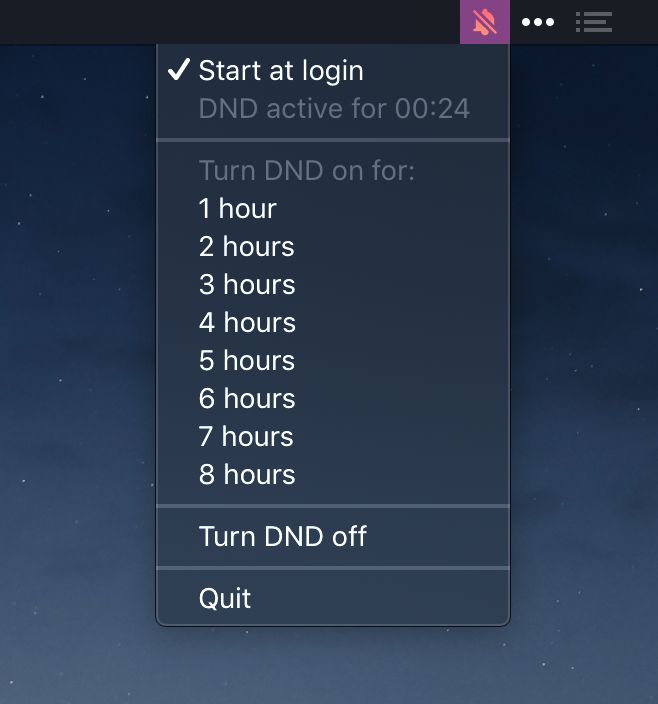 Start at login
DND active for 00:24
Turn DND on for:
1 hour
2 hours
3 hours
4 hours
5 hours
6 hours
7 hours
8 hours
Turn DND off
Quit